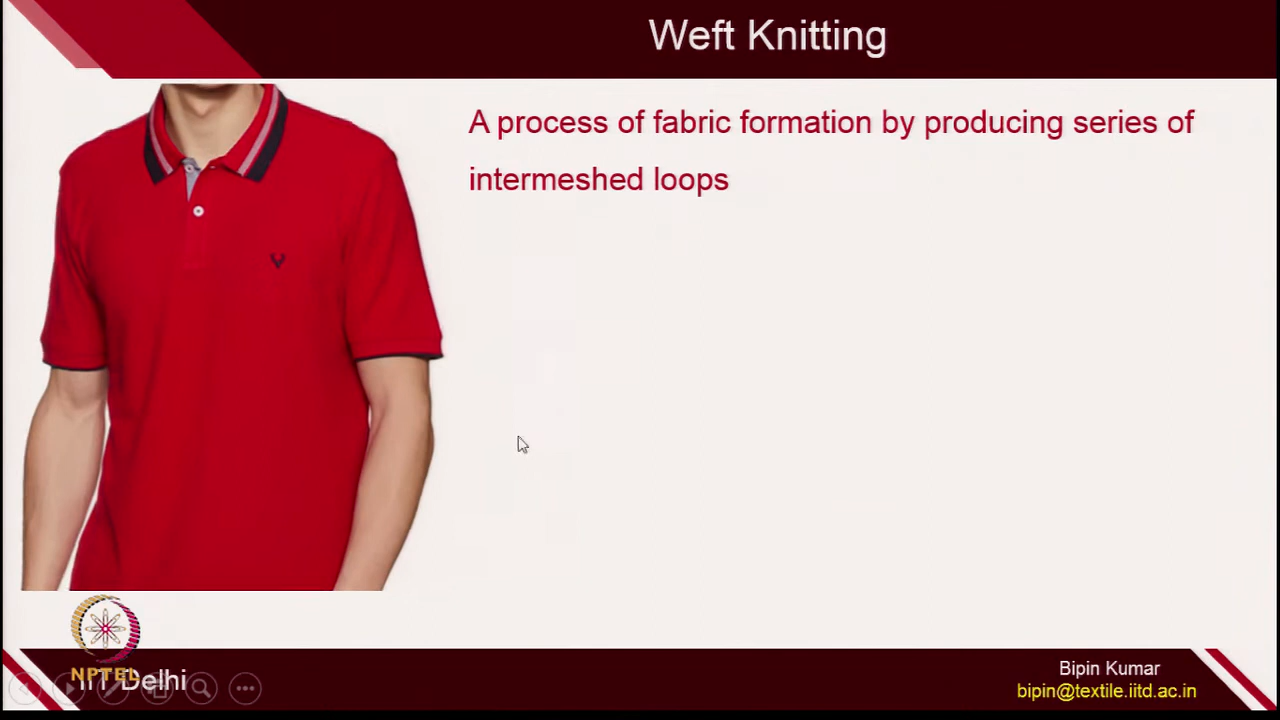 Weft Knitting
A process of fabric formation by producing series of
intermeshed loops
NPTEL
IIT Delhi
Bipin Kumar
bipin@textile.iitd.ac.in